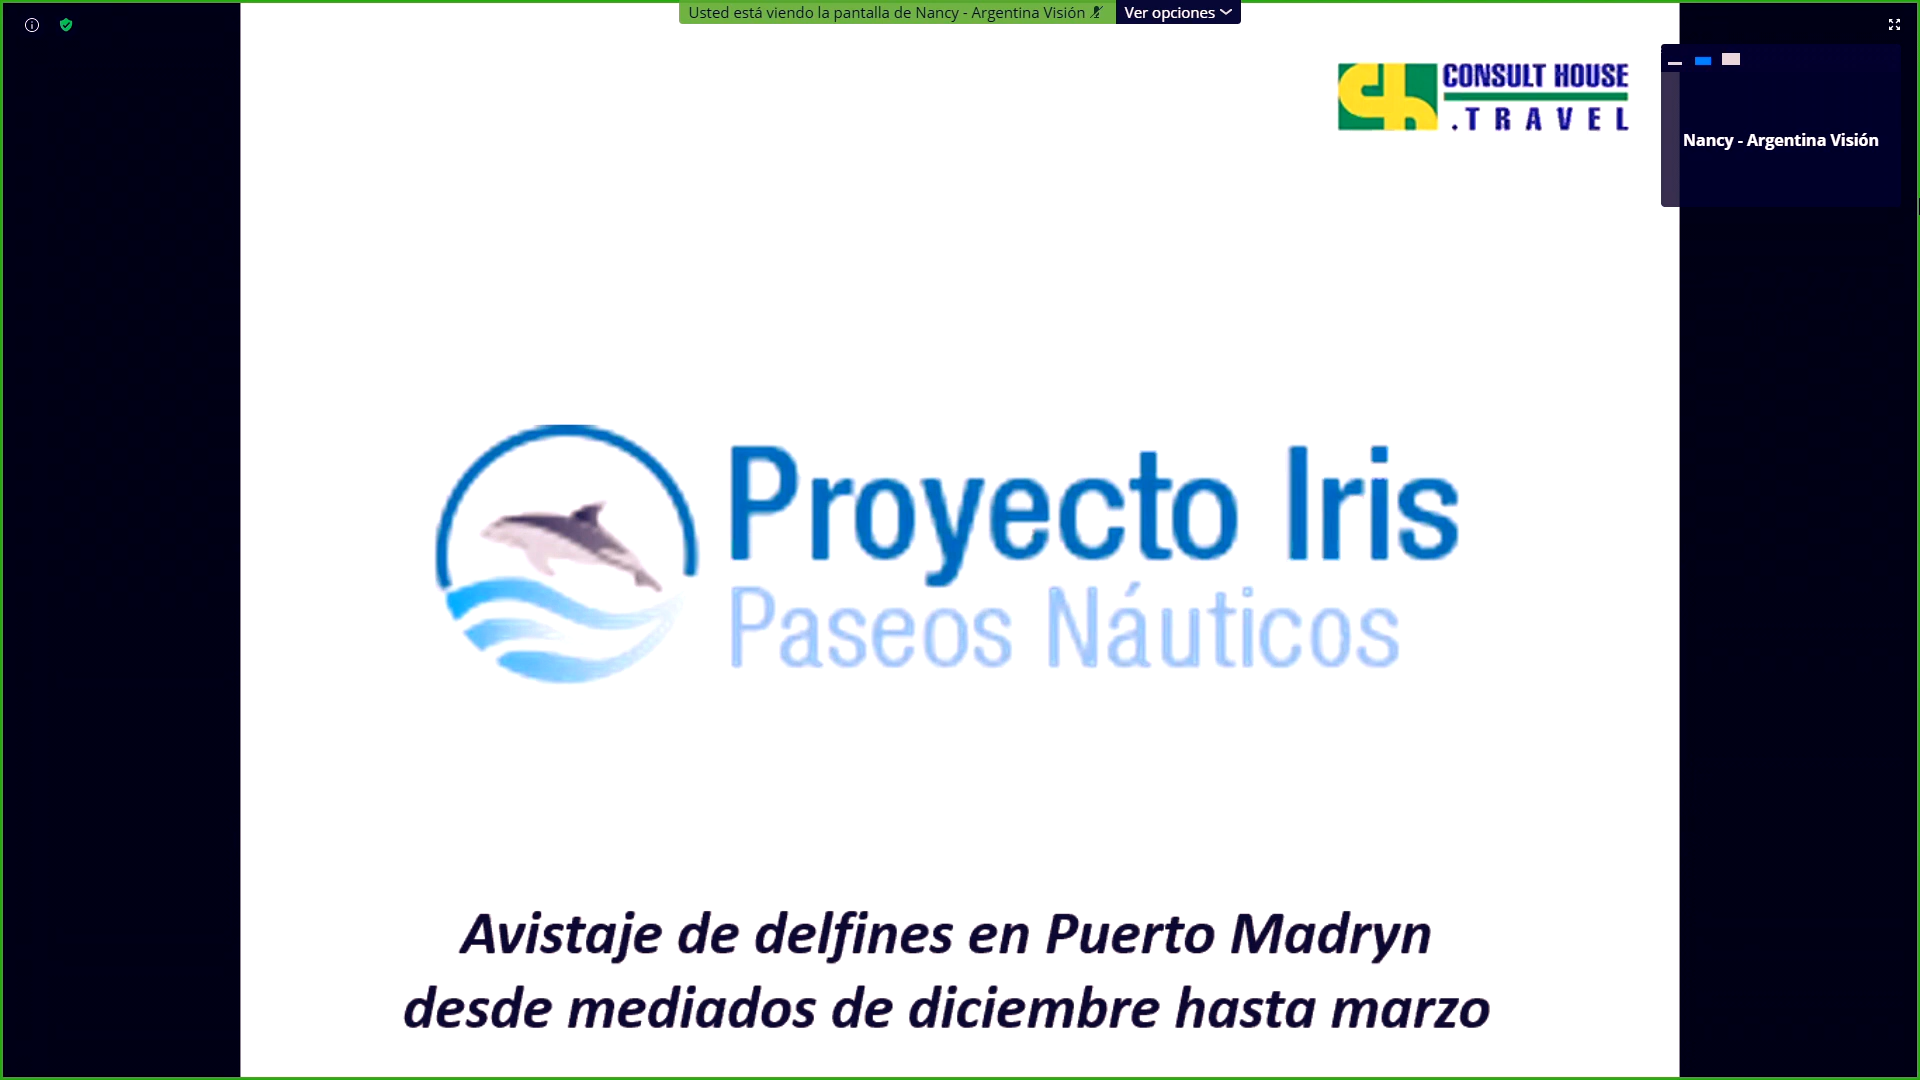 Usted está viendo la pantalla de Nancy - Argentina Visión
Ver opciones
CONSULT HOUSE
.TRAVEL
Nancy - Argentina Visión
Proyecto Iris
Paseos Náuticos
Avistaje de delfines en Puerto Madryn
desde mediados de diciembre hasta marzo